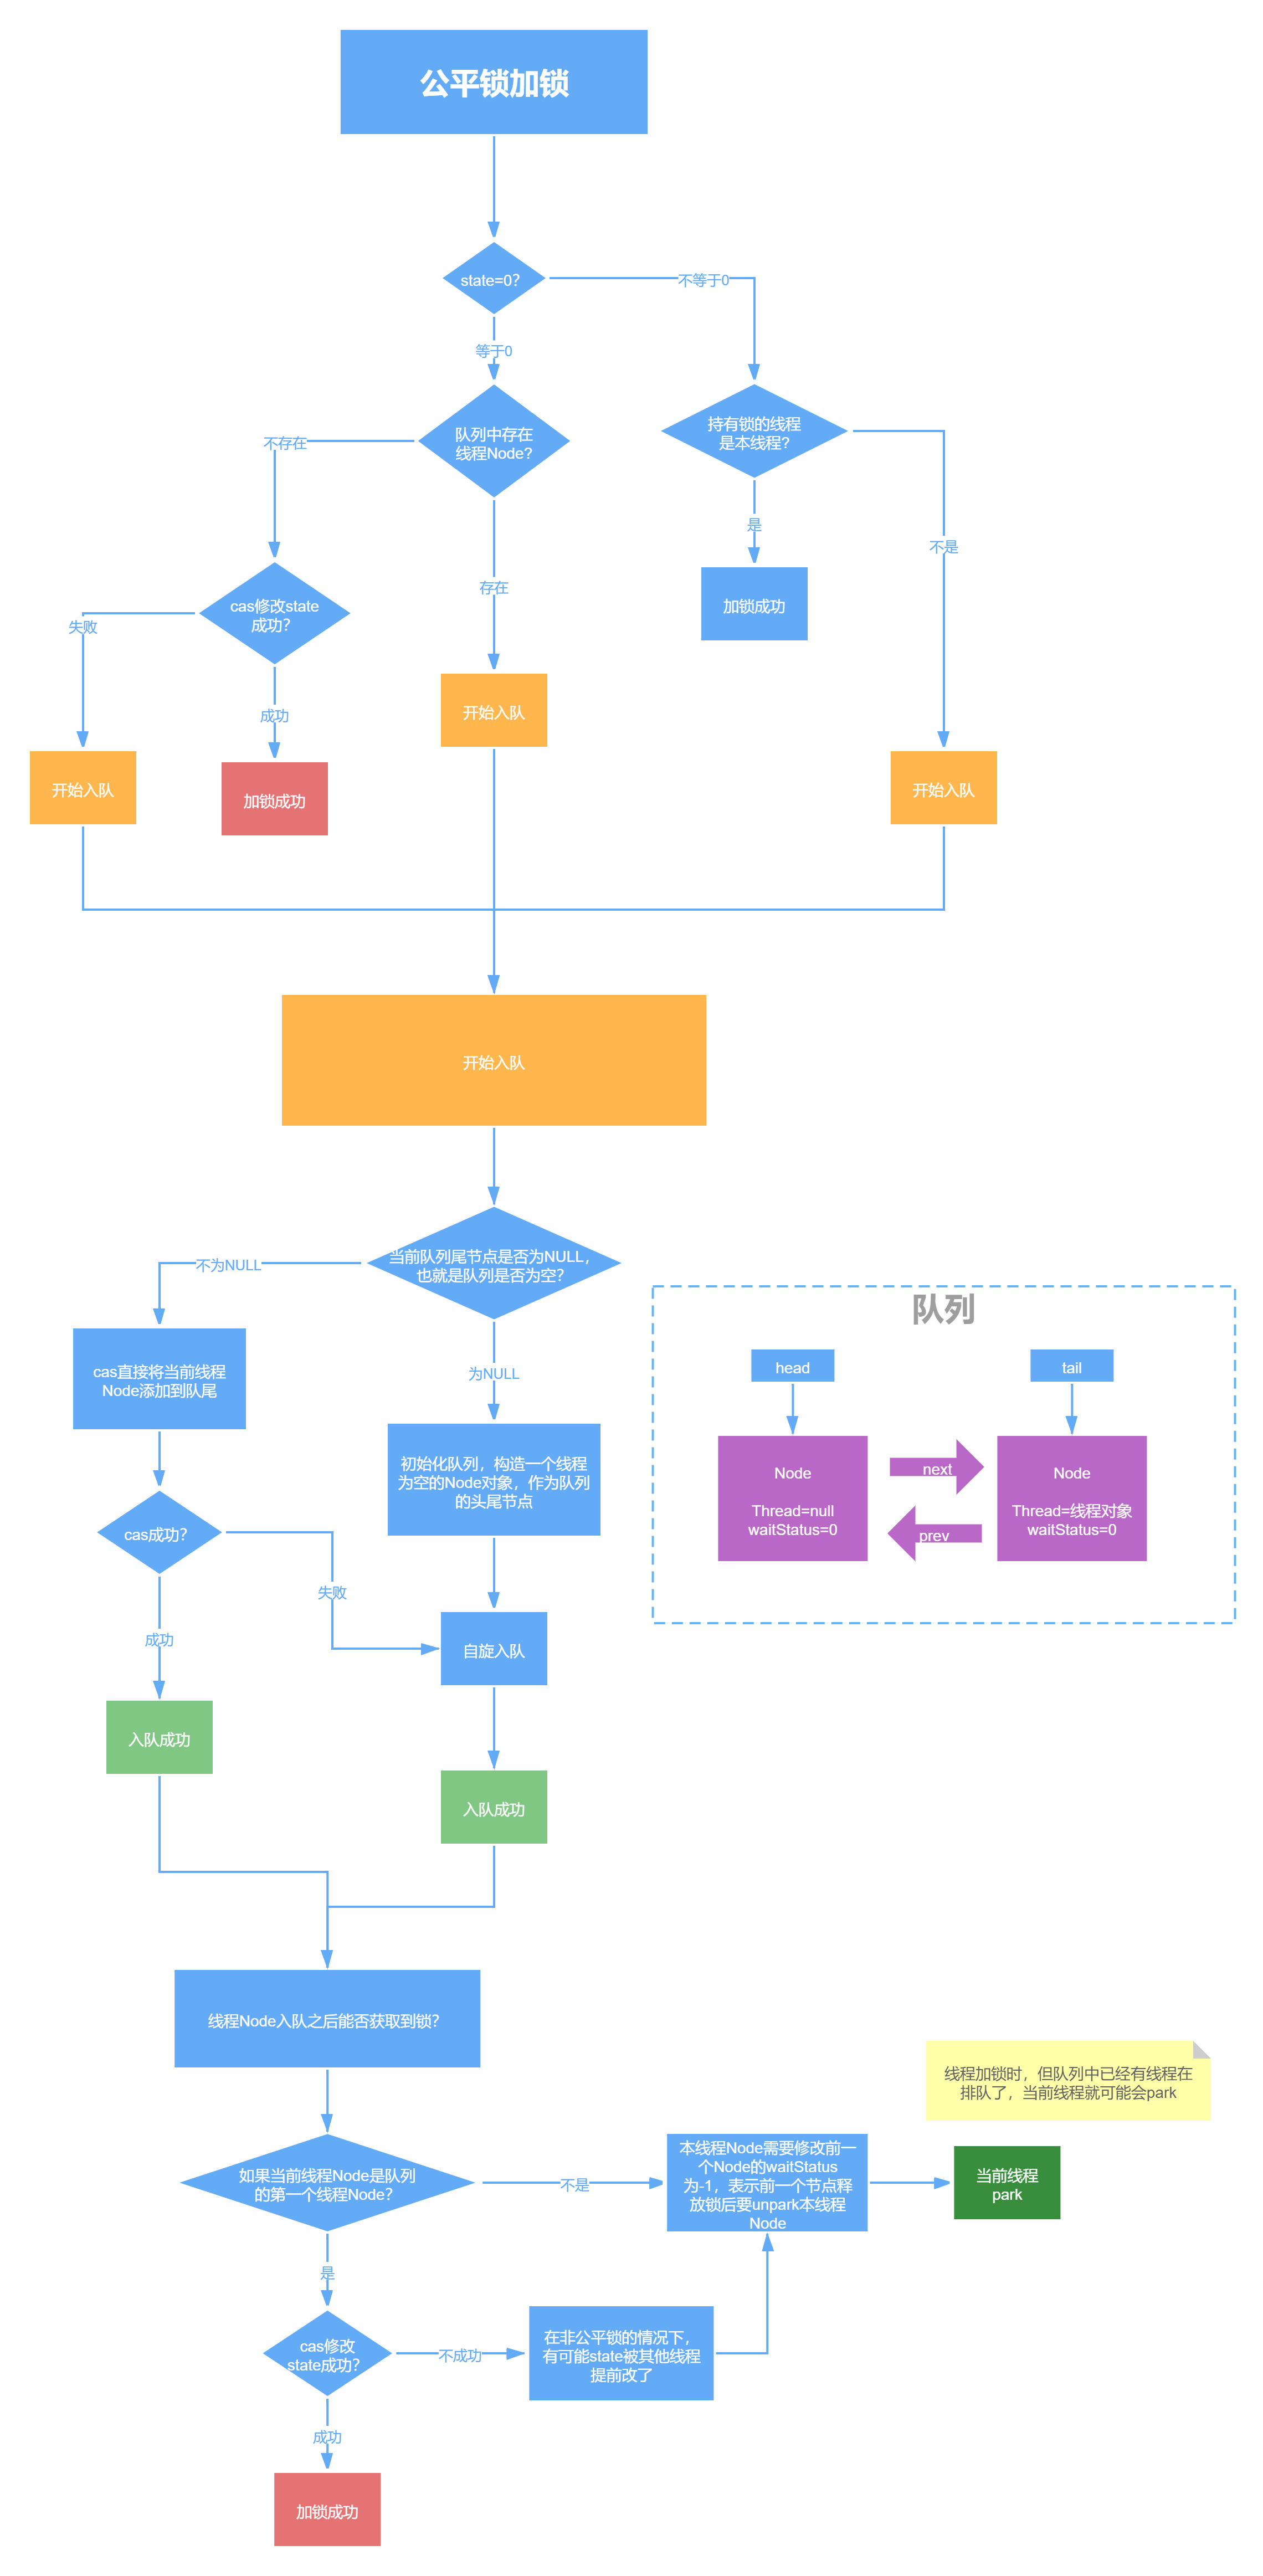 公平锁加锁
state=0?
不等于0
等于0
队列中存在
线程Node?
持有锁的线程
是本线程?
不存在
存在
是
不是
cas修改state
成功?
失败
成功
加锁成功
开始入队
开始入队
加锁成功
开始入队
开始入队
当前队列尾节点是否为NULL,
也就是队列是否为空?
不为NULL
为NULL
队列
head
tail
cas直接将当前线程
Node添加到队尾
初始化队列，构造一个线程
为空的Node对象，作为队列
的头尾节点
Node
Thread=null
waitStatus=0
next
prev
Node
Thread=线程对象
waitStatus=0
cas成功?
失败
成功
自旋入队
入队成功
入队成功
线程Node入队之后能否获取到锁?
线程加锁时，但队列中已经有线程在
排队了，当前线程就可能会park
如果当前线程Node是队列
的第一个线程Node?
不是
本线程Node需要修改前一
个Node的waitStatus
为-1，表示前一个节点释
放锁后要unpark本线程
Node
当前线程
park
是
cas修改
state成功?
不成功
在非公平锁的情况下，
有可能state被其他线程
提前改了
成功
加锁成功